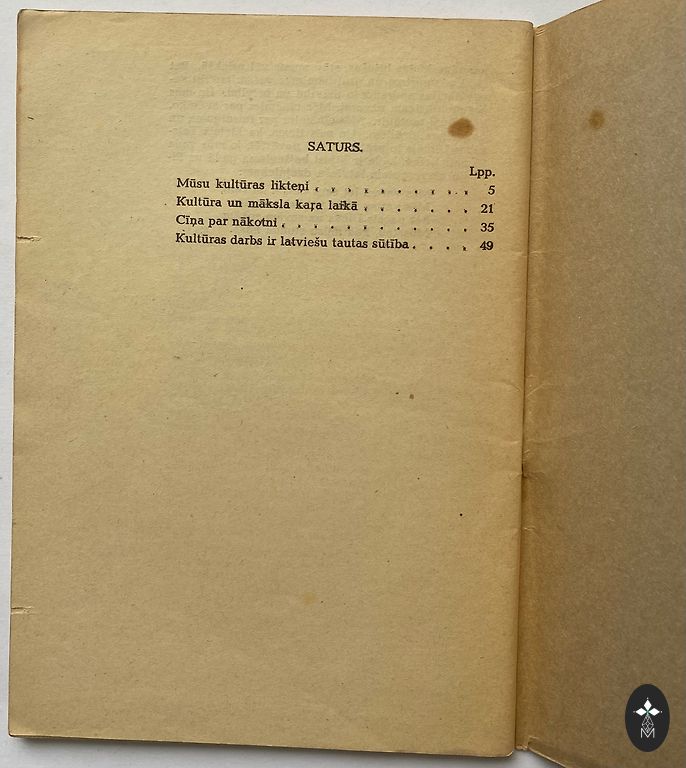 SATURS.
Lpp.
Mūsu kultūras likteņi . . . . . . . . . . 5
Kultūra un māksla kaŗa laikā . . . . . . . 21
Cīņa par nākotni . . . . . . . . . . . . 35
Kultūras darbs ir latviešu tautas sūtība . . . . 49
M